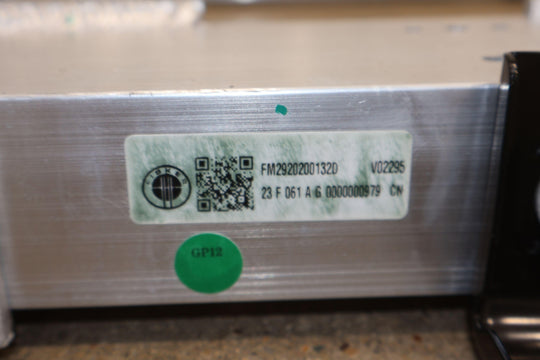 FM2920200132D V02295
23 F 061 A G 0000000979 CN
GP12